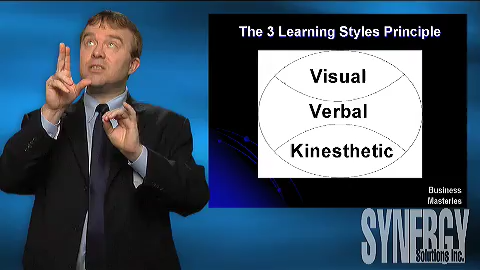 The 3 Learning Styles Principle
Visual
Verbal
Kinesthetic
Business
Masteries
SYNERGY
Solutions Inc.